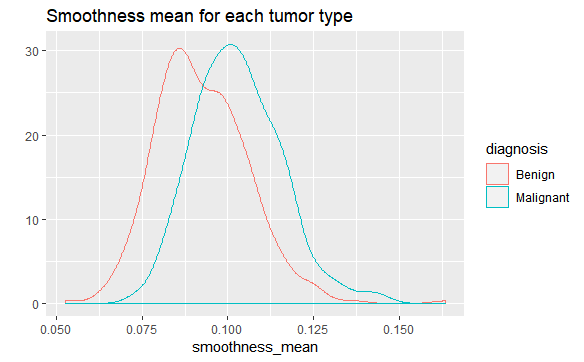 Smoothness mean for each tumor type
30
20
10
0
0.050 0.075 0.100 0.125 0.150
smoothness_mean
diagnosis
Benign
Malignant